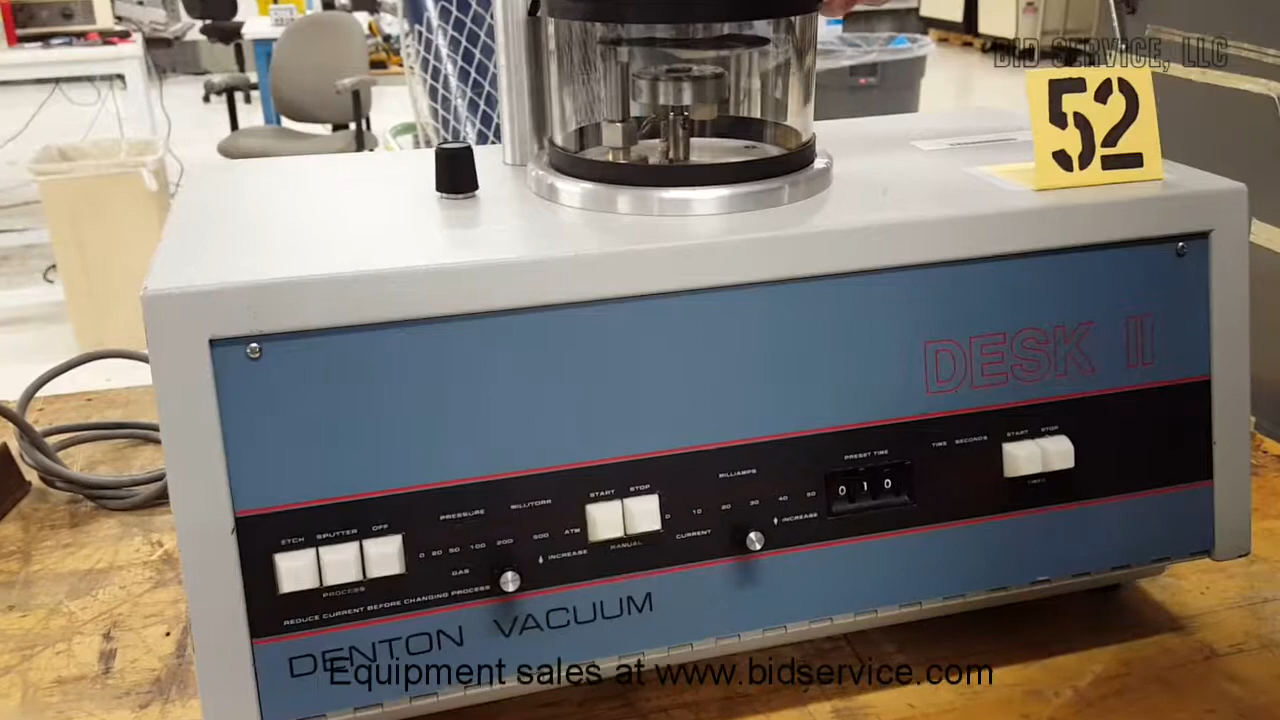 BID SERVICE, LLC
52
DESK II
ETCH SPUTTER OFF
PROCESS
REDUCE CURRENT BEFORE CHANGING PROCESS
PRESSURE MILLITORR
0 20 50 100 200 500 ATM
GAS INCREASE
START STOP
MANUAL
MILLIAMPS
0 10 20 30 40 50
CURRENT INCREASE
PRESET TIME
0 1 0
TIME SECONDS
START STOP
TIMED
DENTON VACUUM
Equipment sales at www.bidservice.com